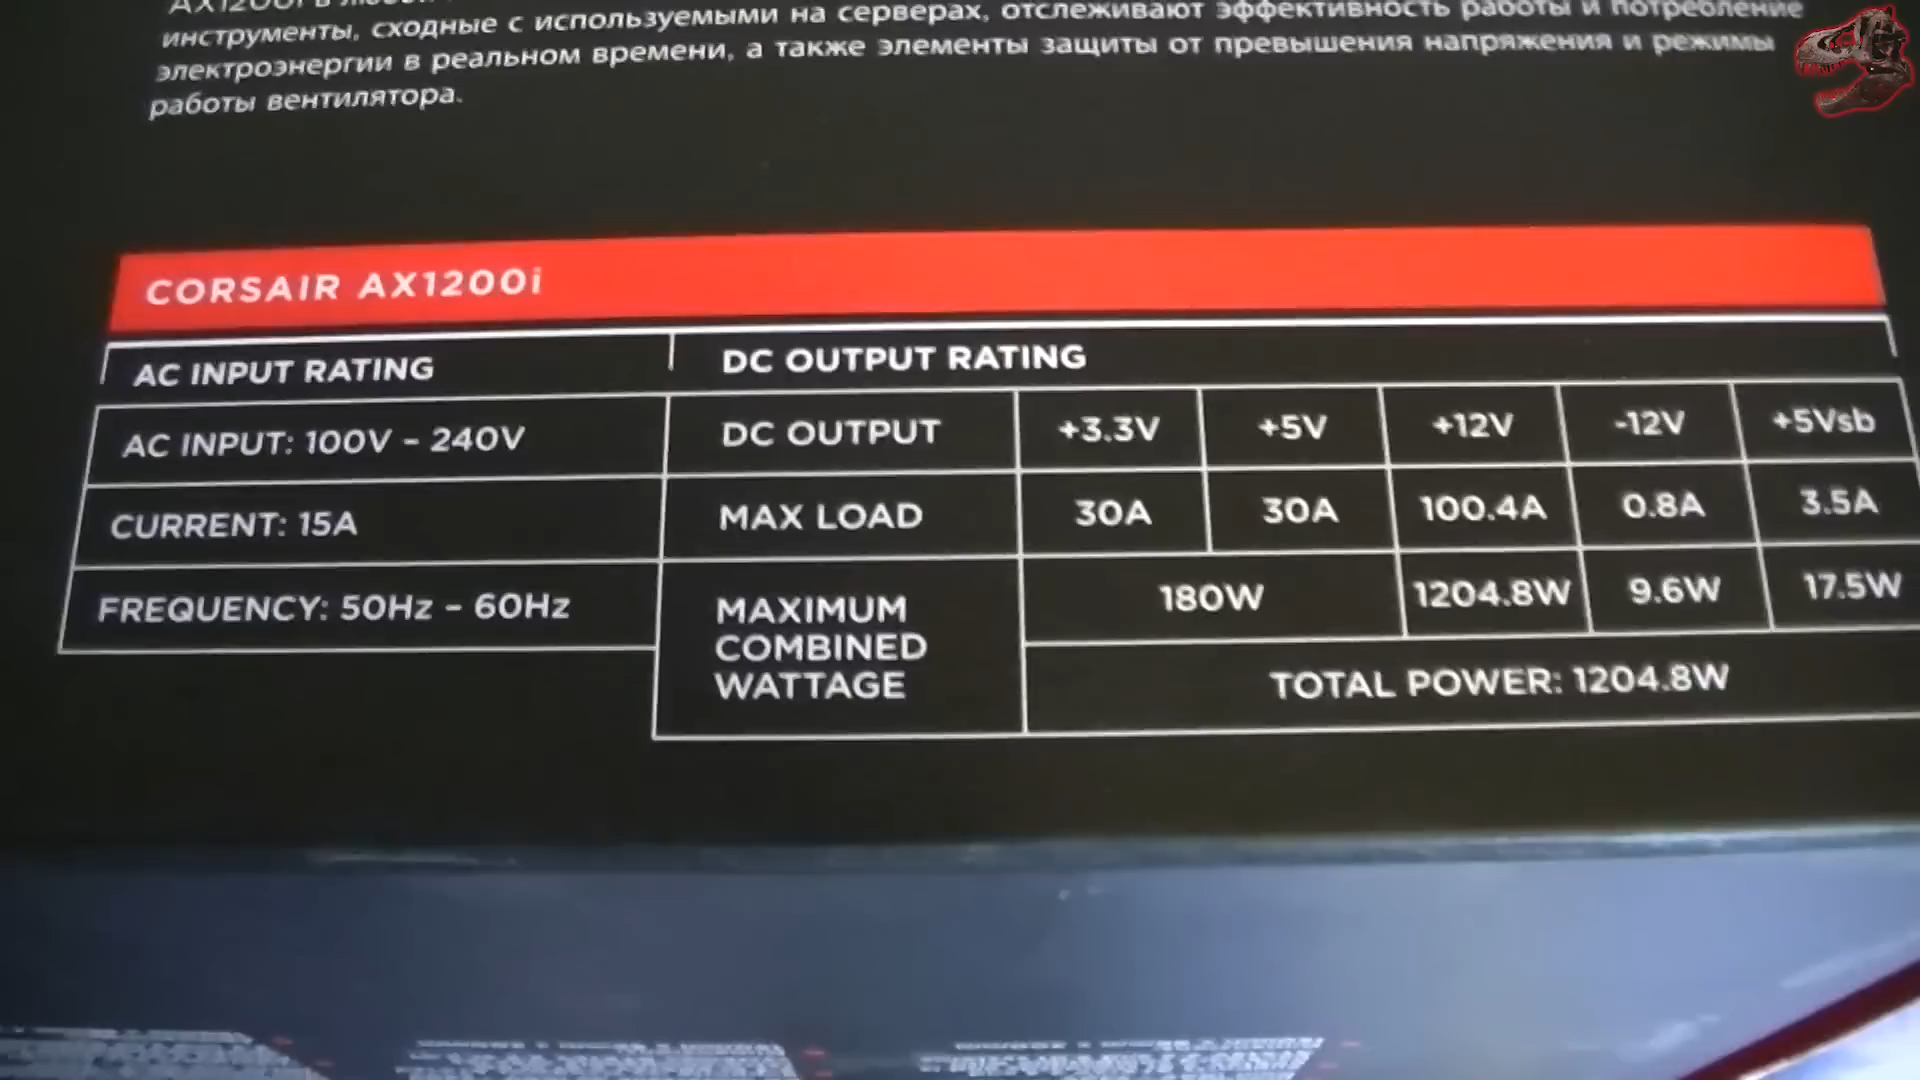 AX1200i в
инструменты, сходные с используемыми на серверах, отслеживают эффективность работы и потребление
электроэнергии в реальном времени, а также элементы защиты от превышения напряжения и режимы
работы вентилятора.
CORSAIR AX1200i
AC INPUT RATING DC OUTPUT RATING
AC INPUT: 100V - 240V DC OUTPUT +3.3V +5V +12V -12V +5Vsb
CURRENT: 15A MAX LOAD 30A 30A 100.4A 0.8A 3.5A
FREQUENCY: 50Hz - 60Hz MAXIMUM COMBINED WATTAGE 180W 1204.8W 9.6W 17.5W
TOTAL POWER: 1204.8W